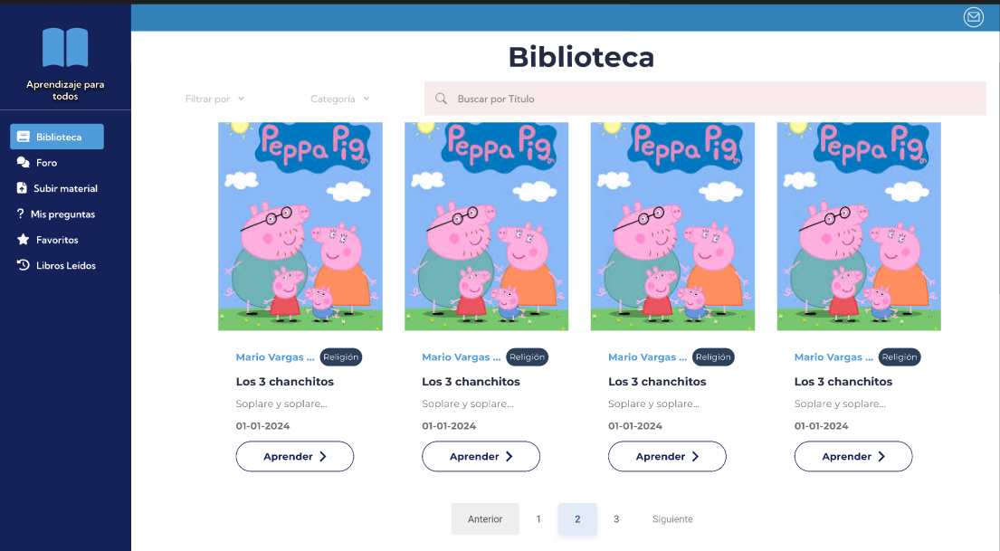 Aprendizaje para
todos
Biblioteca
Foro
Subir material
? Mis preguntas
Favoritos
Libros Leídos
Biblioteca
Filtrar por
Categoría
Buscar por Titulo
Peppa Pig
Peppa Pig
Peppa Pig
Peppa Pig
Mario Vargas ... Religión
Los 3 chanchitos
Soplare y soplare...
01-01-2024
Aprender
Mario Vargas ... Religión
Los 3 chanchitos
Soplare y soplare...
01-01-2024
Aprender
Mario Vargas ... Religión
Los 3 chanchitos
Soplare y soplare...
01-01-2024
Aprender
Mario Vargas ... Religión
Los 3 chanchitos
Soplare y soplare...
01-01-2024
Aprender
Anterior 1 2 3 Siguiente